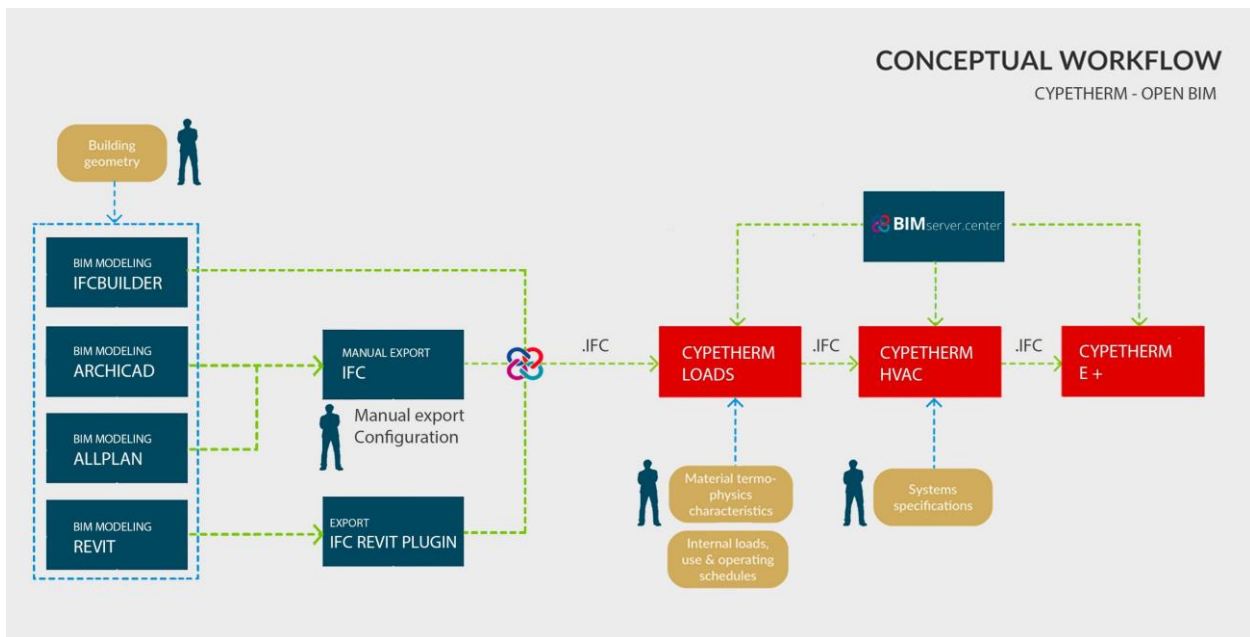 CONCEPTUAL WORKFLOW
CYPETHERM - OPEN BIM
Building
geometry
BIM MODELING
IFCBUILDER
BIM MODELING
ARCHICAD
BIM MODELING
ALLPLAN
BIM MODELING
REVIT
MANUAL EXPORT
IFC
Manual export
Configuration
EXPORT
IFC REVIT PLUGIN
.IFC
BIMserver.center
CYPETHERM
LOADS
.IFC
CYPETHERM
HVAC
.IFC
CYPETHERM
E +
Material termo-
physics
characteristics
Internal loads,
use & operating
schedules
Systems
specifications